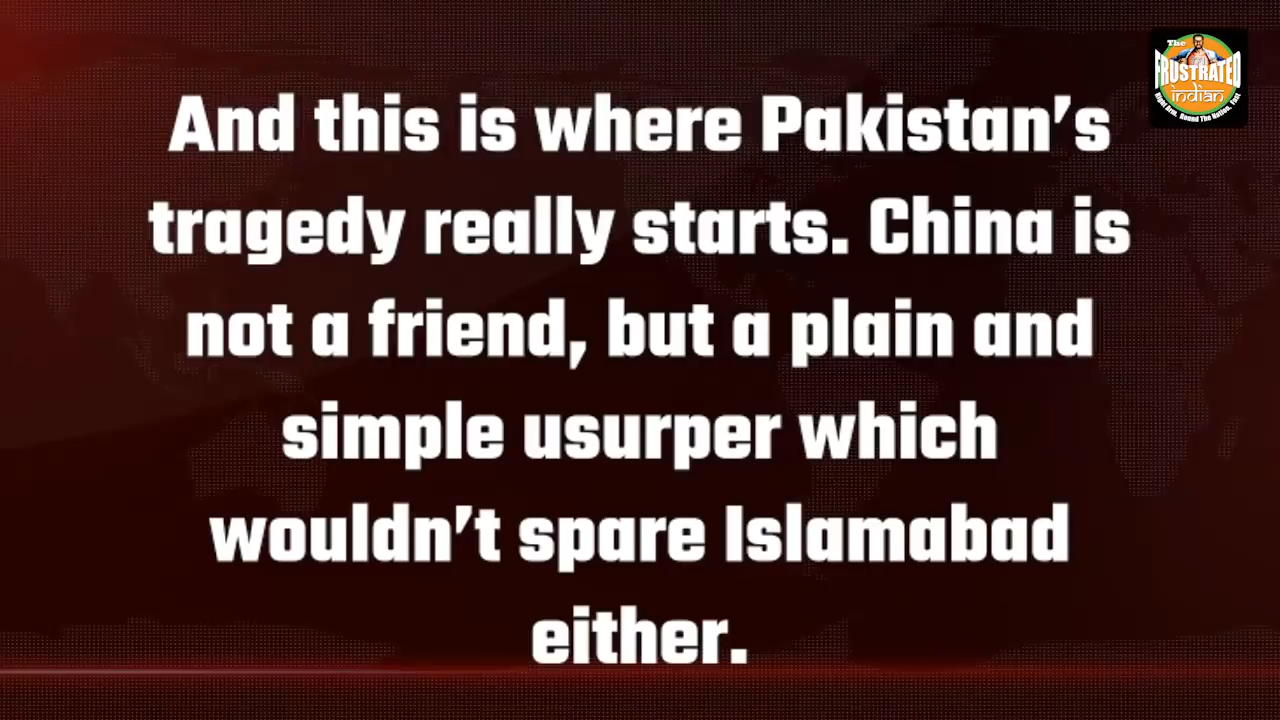 And this is where Pakistan’s
tragedy really starts. China is
not a friend, but a plain and
simple usurper which
wouldn’t spare Islamabad
either.
The
FRUSTRATED
indian